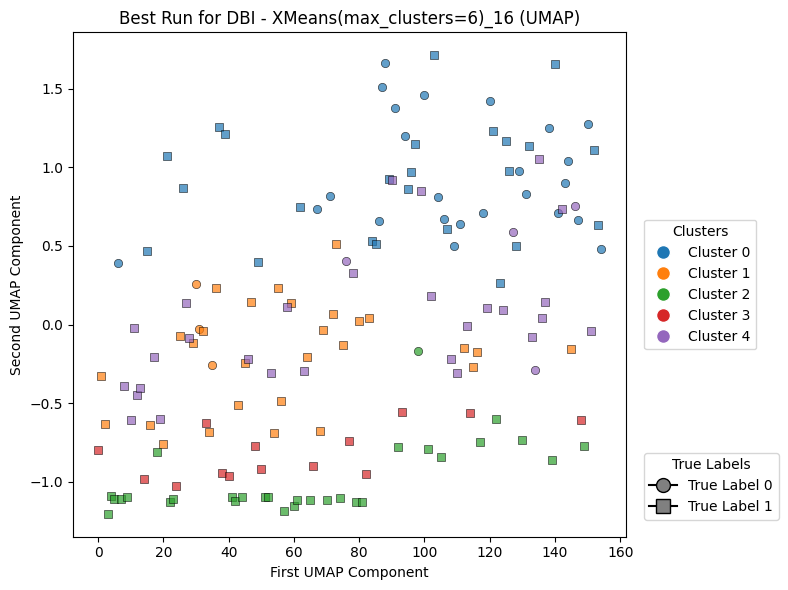 Best Run for DBI - XMeans(max_clusters=6)_16 (UMAP)
Second UMAP Component
1.5
1.0
0.5
0.0
−0.5
−1.0
0 20 40 60 80 100 120 140 160
First UMAP Component
Clusters
Cluster 0
Cluster 1
Cluster 2
Cluster 3
Cluster 4
True Labels
True Label 0
True Label 1